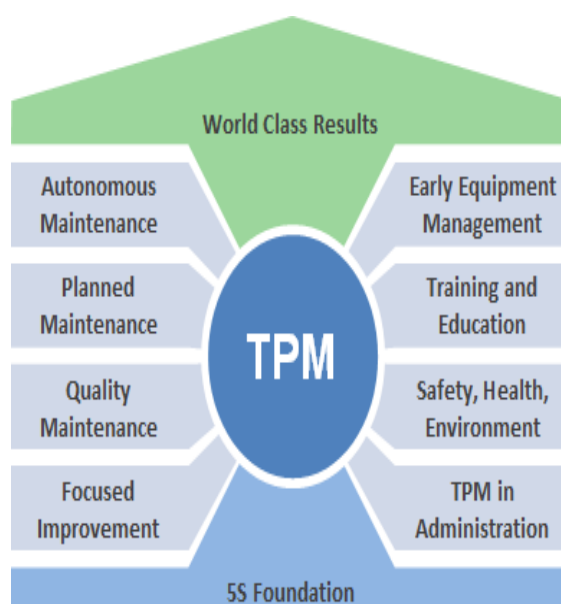 World Class Results
Autonomous
Maintenance
Early Equipment
Management
Planned
Maintenance
Training and
Education
TPM
Quality
Maintenance
Safety, Health,
Environment
Focused
Improvement
TPM in
Administration
5S Foundation